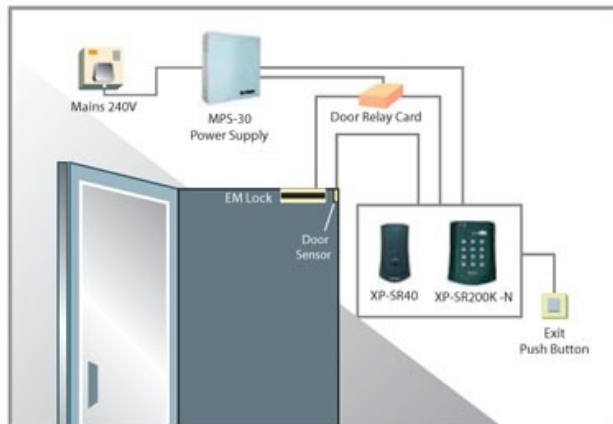 Mains 240V
MPS-30
Power Supply
Door Relay Card
EM Lock
Door
Sensor
XP-SR40
XP-SR200K -N
Exit
Push Button